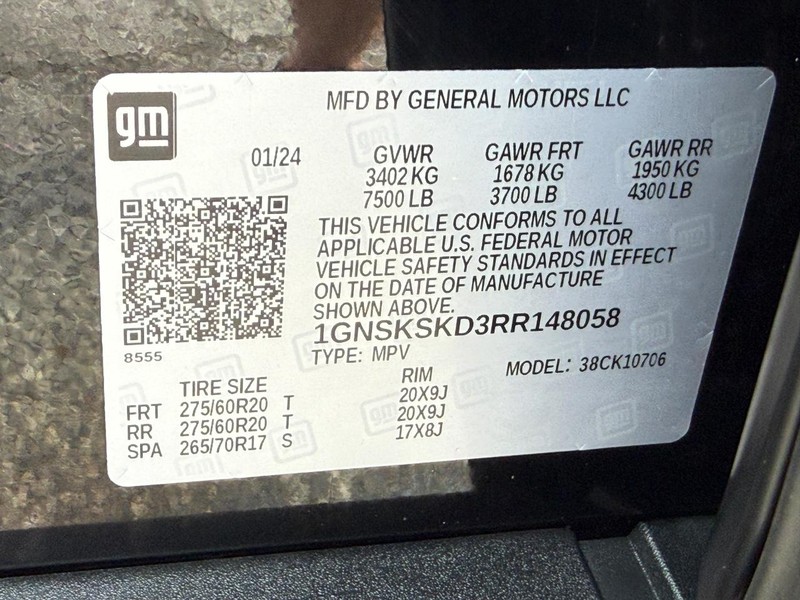 gm
MFD BY GENERAL MOTORS LLC
01/24
GVWR GAWR FRT GAWR RR
3402 KG 1678 KG 1950 KG
7500 LB 3700 LB 4300 LB
THIS VEHICLE CONFORMS TO ALL
APPLICABLE U.S. FEDERAL MOTOR
VEHICLE SAFETY STANDARDS IN EFFECT
ON THE DATE OF MANUFACTURE
SHOWN ABOVE.
1GNSKSKD3RR148058
8555
TYPE: MPV MODEL: 38CK10706
TIRE SIZE RIM
FRT 275/60R20 T 20X9J
RR 275/60R20 T 20X9J
SPA 265/70R17 S 17X8J